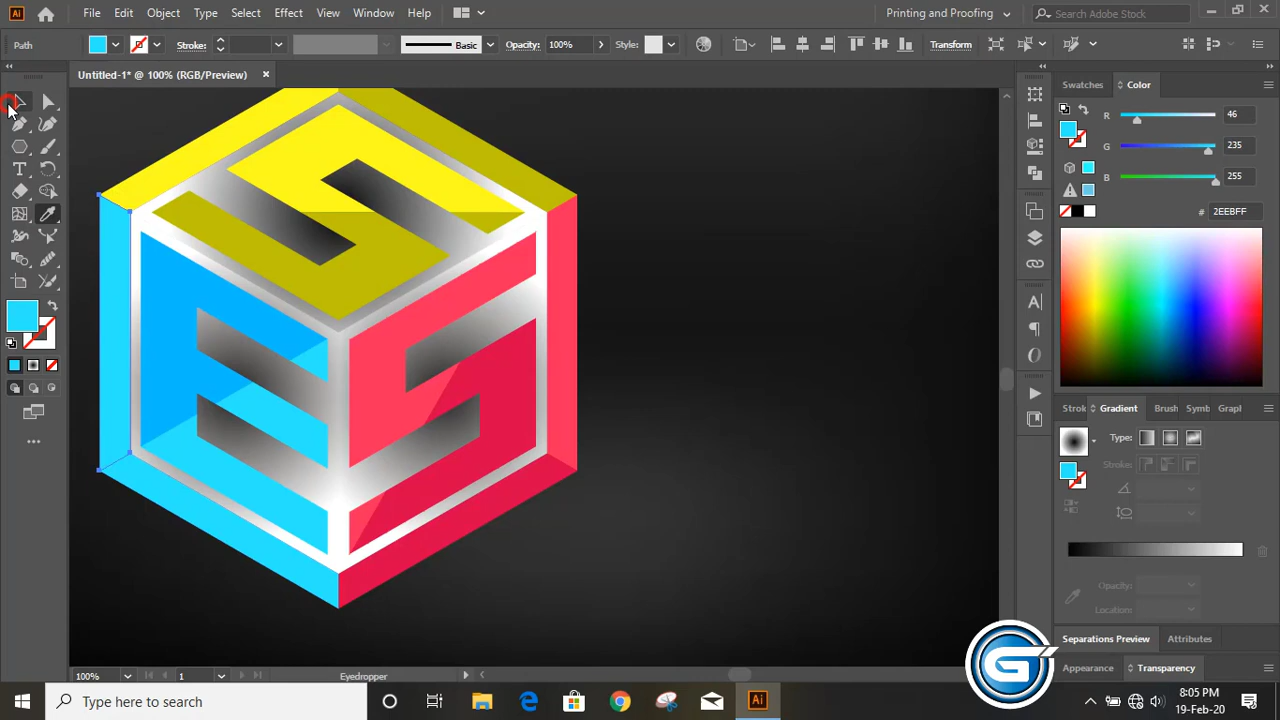 Ai File Edit Object Type Select Effect View Window Help Printing and Proofing Search Adobe Stock
Path Stroke: Basic Opacity: 100% Style: Transform
Untitled-1* @ 100% (RGB/Preview) ×
Swatches Color
R 46
G 235
B 255
# 2EEBFF
S
E S
Strok Gradient Brush Symb Grapl
Type:
Strokes:
Opacity:
Location:
Separations Preview Attributes
Appearance Transparency
100% 1 Eyedropper
G
Type here to search Ai
8:05 PM
19-Feb-20